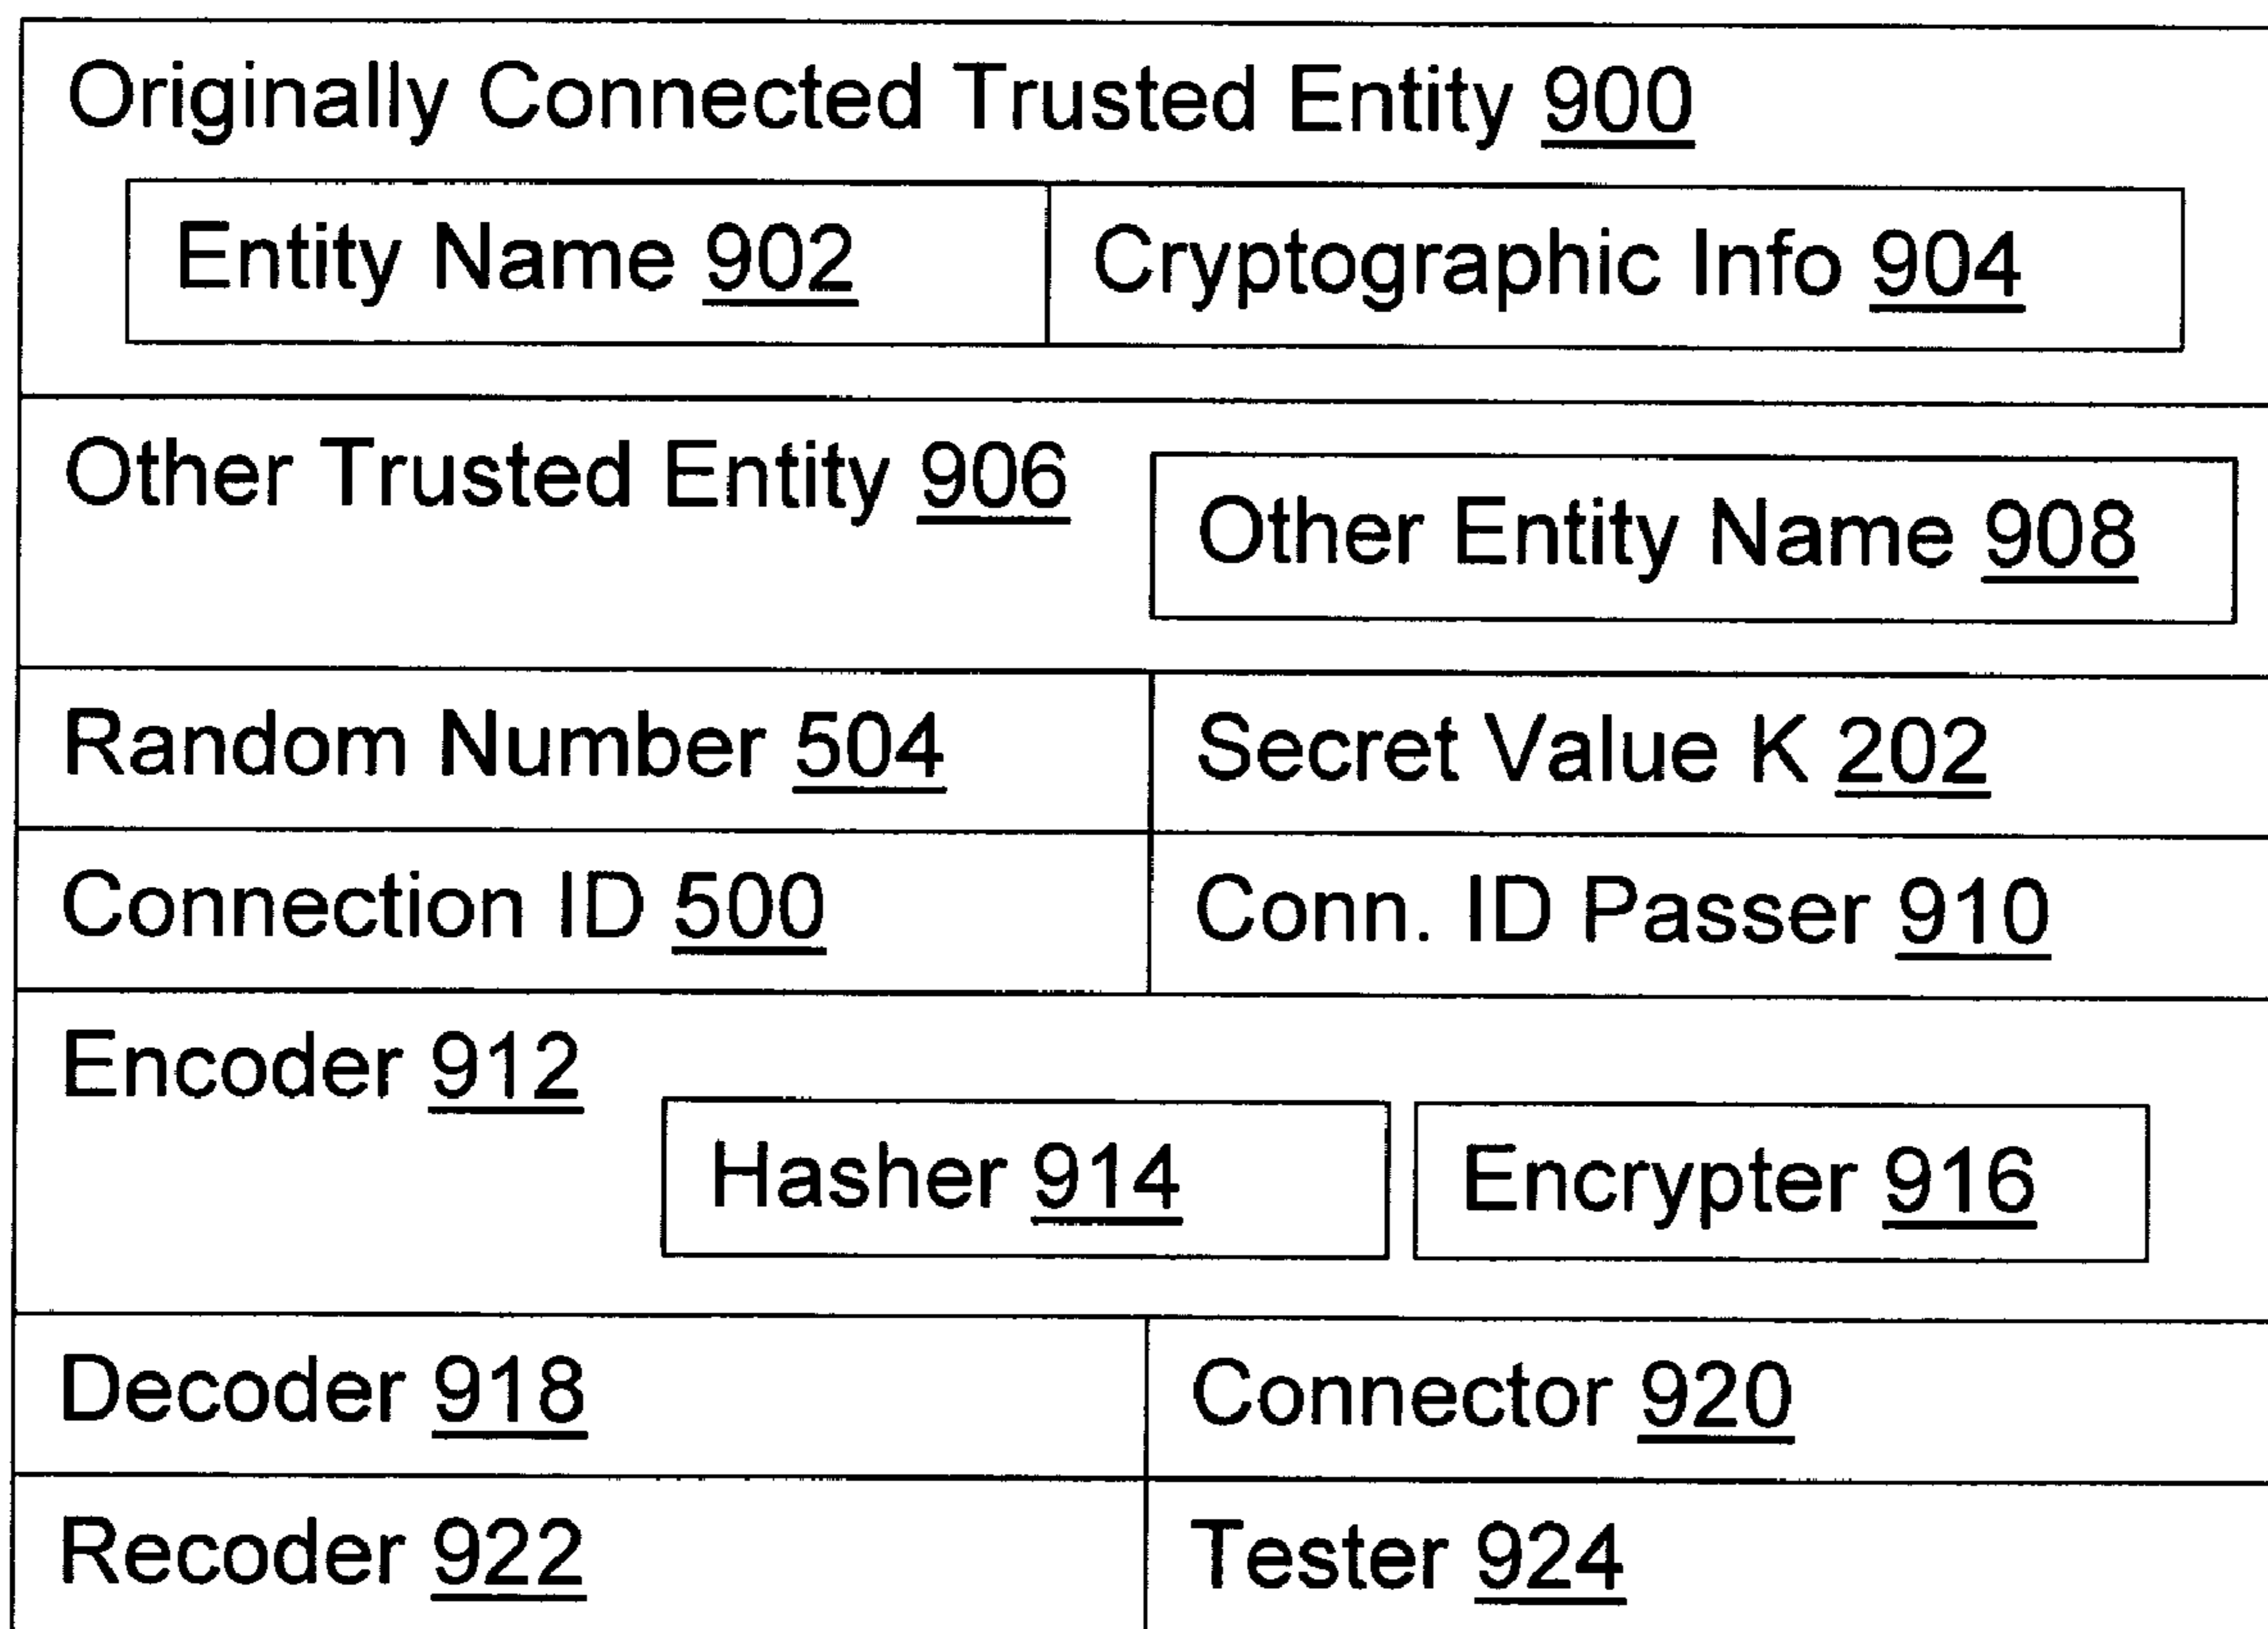 Originally Connected Trusted Entity 900
Entity Name 902
Cryptographic Info 904
Other Trusted Entity 906
Other Entity Name 908
Random Number 504
Secret Value K 202
Connection ID 500
Conn. ID Passer 910
Encoder 912
Hasher 914
Encrypter 916
Decoder 918
Connector 920
Recoder 922
Tester 924